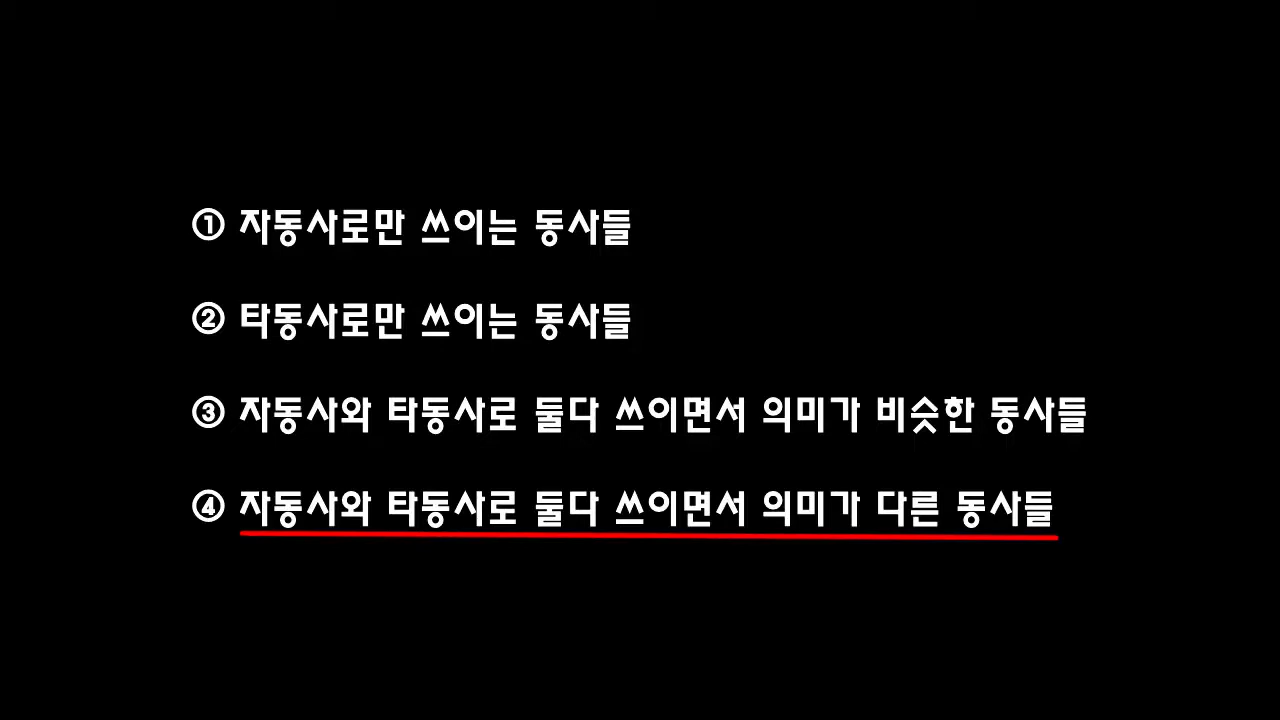 ① 자동사로만 쓰이는 동사들
② 타동사로만 쓰이는 동사들
③ 자동사와 타동사로 둘다 쓰이면서 의미가 비슷한 동사들
④ 자동사와 타동사로 둘다 쓰이면서 의미가 다른 동사들